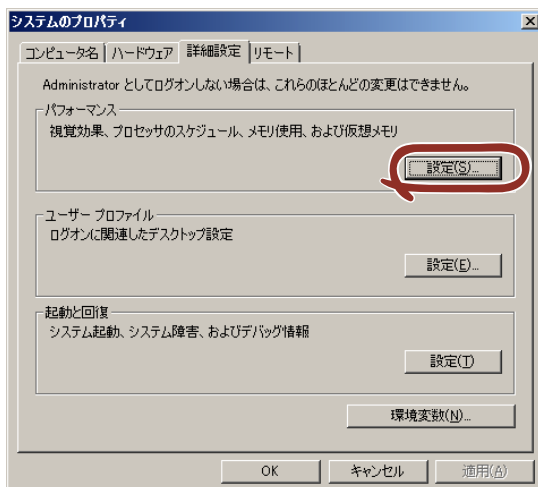 システムのプロパティ
コンピュータ名 ハードウェア 詳細設定 リモート
Administrator としてログオンしない場合は、これらのほとんどの変更はできません。
パフォーマンス
視覚効果、プロセッサのスケジュール、メモリ使用、および仮想メモリ
設定(S)...
ユーザー プロファイル
ログオンに関連したデスクトップ設定
設定(E)...
起動と回復
システム起動、システム障害、およびデバッグ情報
設定(T)
環境変数(N)...
OK キャンセル 適用(A)